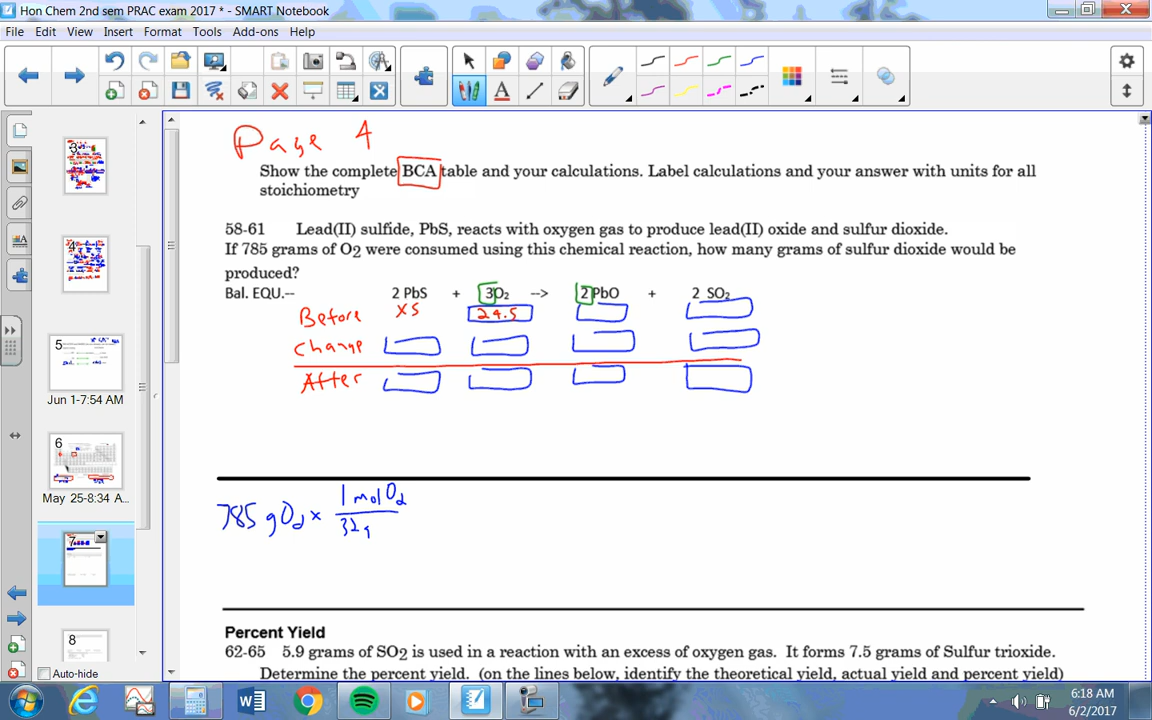 Hon Chem 2nd sem PRAC exam 2017 * - SMART Notebook
File Edit View Insert Format Tools Add-ons Help
Page 4
Show the complete BCA table and your calculations. Label calculations and your answer with units for all
stoichiometry
58-61 Lead(II) sulfide, PbS, reacts with oxygen gas to produce lead(II) oxide and sulfur dioxide.
If 785 grams of O2 were consumed using this chemical reaction, how many grams of sulfur dioxide would be
produced?
Bal. EQU.-- 2 PbS + 3O₂ --> 2 PbO + 2 SO₂
Before xs 24.5
Change
After
785 gO₂ × 1 mol O₂
32g
Percent Yield
62-65 5.9 grams of SO2 is used in a reaction with an excess of oxygen gas. It forms 7.5 grams of Sulfur trioxide.
Determine the percent yield. (on the lines below, identify the theoretical yield, actual yield and percent yield)
3
4
5
Jun 1-7:54 AM
6
May 25-8:34 A...
7
8
Auto-hide
6:18 AM
6/2/2017